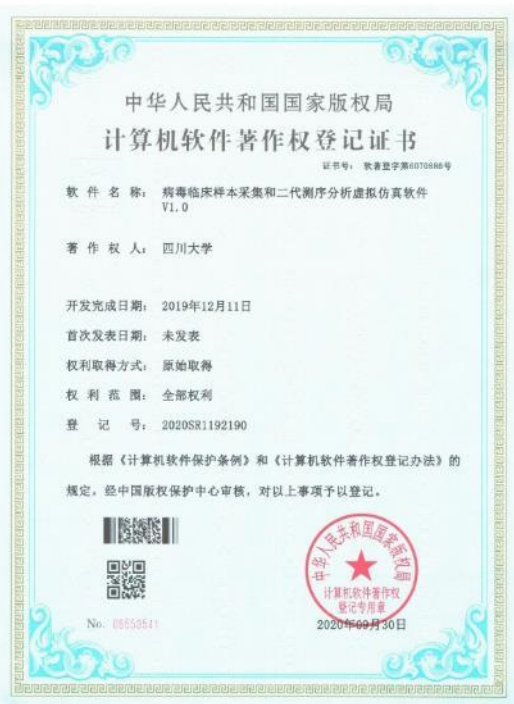 中华人民共和国国家版权局
计算机软件著作权登记证书
证书号： 软著登字第6070886号
软件名称： 病毒临床样本采集和二代测序分析虚拟仿真软件
V1.0
著作权人： 四川大学
开发完成日期： 2019年12月11日
首次发表日期： 未发表
权利取得方式： 原始取得
权利范围： 全部权利
登记号： 2020SR1192190
根据《计算机软件保护条例》和《计算机软件著作权登记办法》的
规定，经中国版权保护中心审核，对以上事项予以登记。
中华人民共和国国家版权局
计算机软件著作权
登记专用章
No.
2020年09月30日